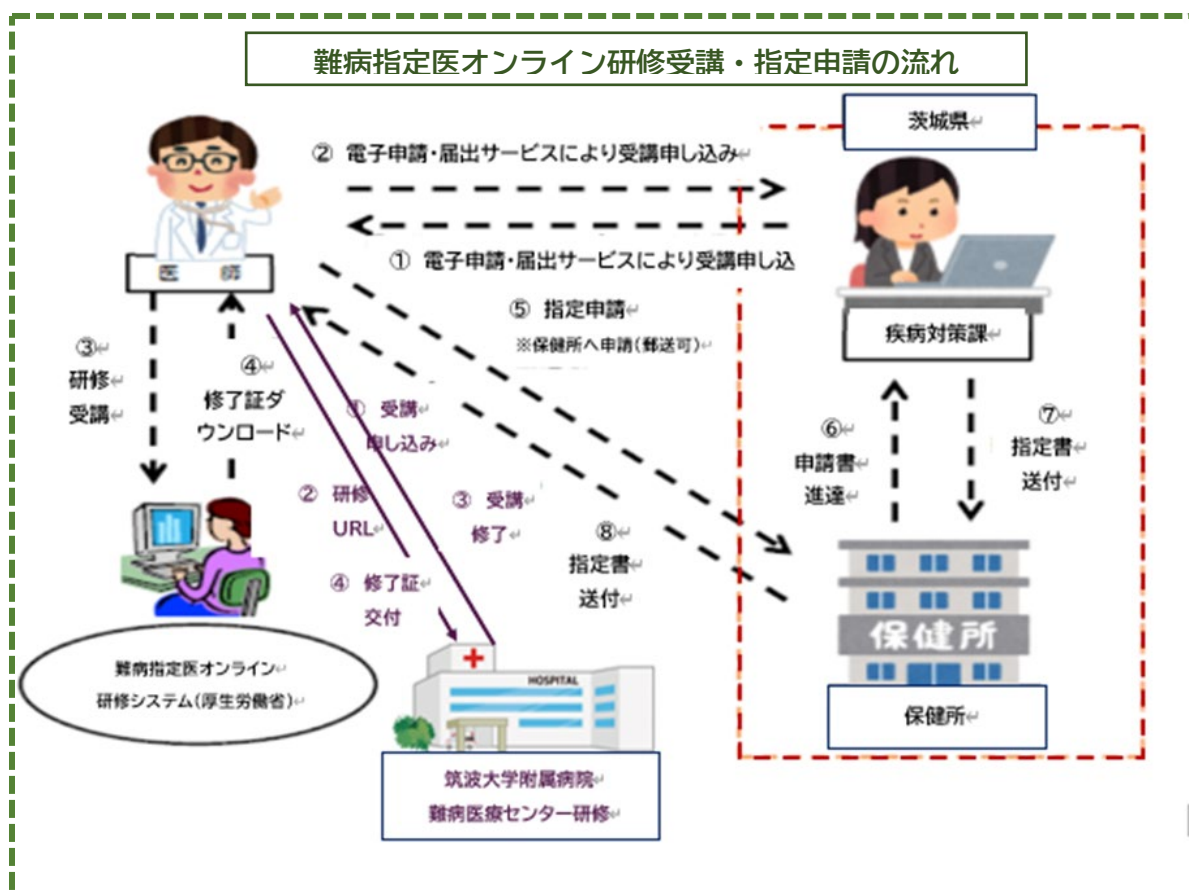 難病指定医オンライン研修受講・指定申請の流れ
茨城県
② 電子申請・届出サービスにより受講申し込み
医 師
① 電子申請・届出サービスにより受講申し込
⑤ 指定申請
※保健所へ申請(郵送可)
疾病対策課
③
研修
受講
④
修了証ダ
ウンロード
① 受講
申し込み
② 研修
URL
③ 受講
修了
④ 修了証
交付
⑥
申請書
進達
⑦
指定書
送付
⑧
指定書
送付
保健所
保健所
難病指定医オンライン
研修システム(厚生労働省)
HOSPITAL
筑波大学附属病院
難病医療センター研修